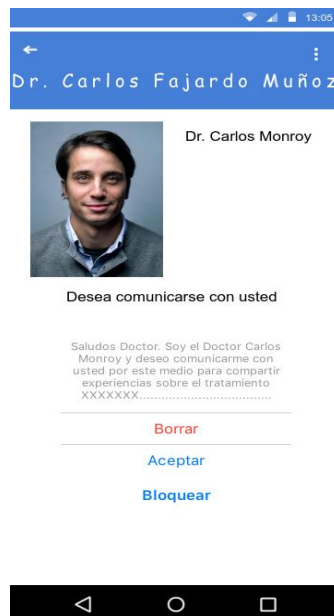 13:05
Dr. Carlos Fajardo Muñoz
Dr. Carlos Monroy
Desea comunicarse con usted
Saludos Doctor. Soy el Doctor Carlos
Monroy y deseo comunicarme con
usted por este medio para compartir
experiencias sobre el tratamiento
XXXXXXX....................................
Borrar
Aceptar
Bloquear